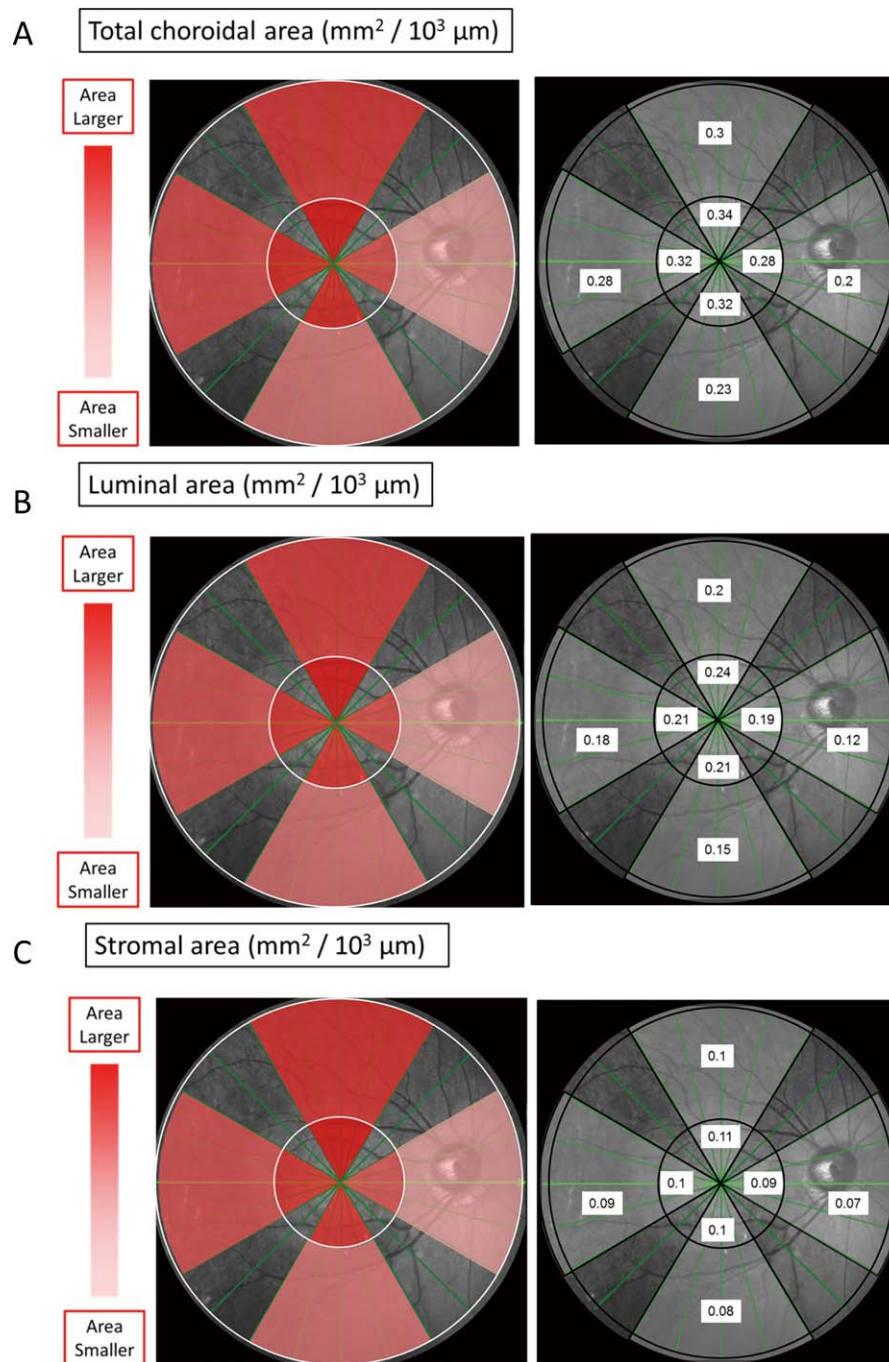 A
Total choroidal area (mm² / 10³ µm)
Area
Larger
Area
Smaller
0.3
0.34
0.28
0.32
0.28
0.2
0.32
0.23
B
Luminal area (mm² / 10³ µm)
Area
Larger
Area
Smaller
0.2
0.24
0.18
0.21
0.19
0.12
0.21
0.15
C
Stromal area (mm² / 10³ µm)
Area
Larger
Area
Smaller
0.1
0.11
0.09
0.1
0.09
0.07
0.1
0.08